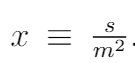 x ≡ s/m².